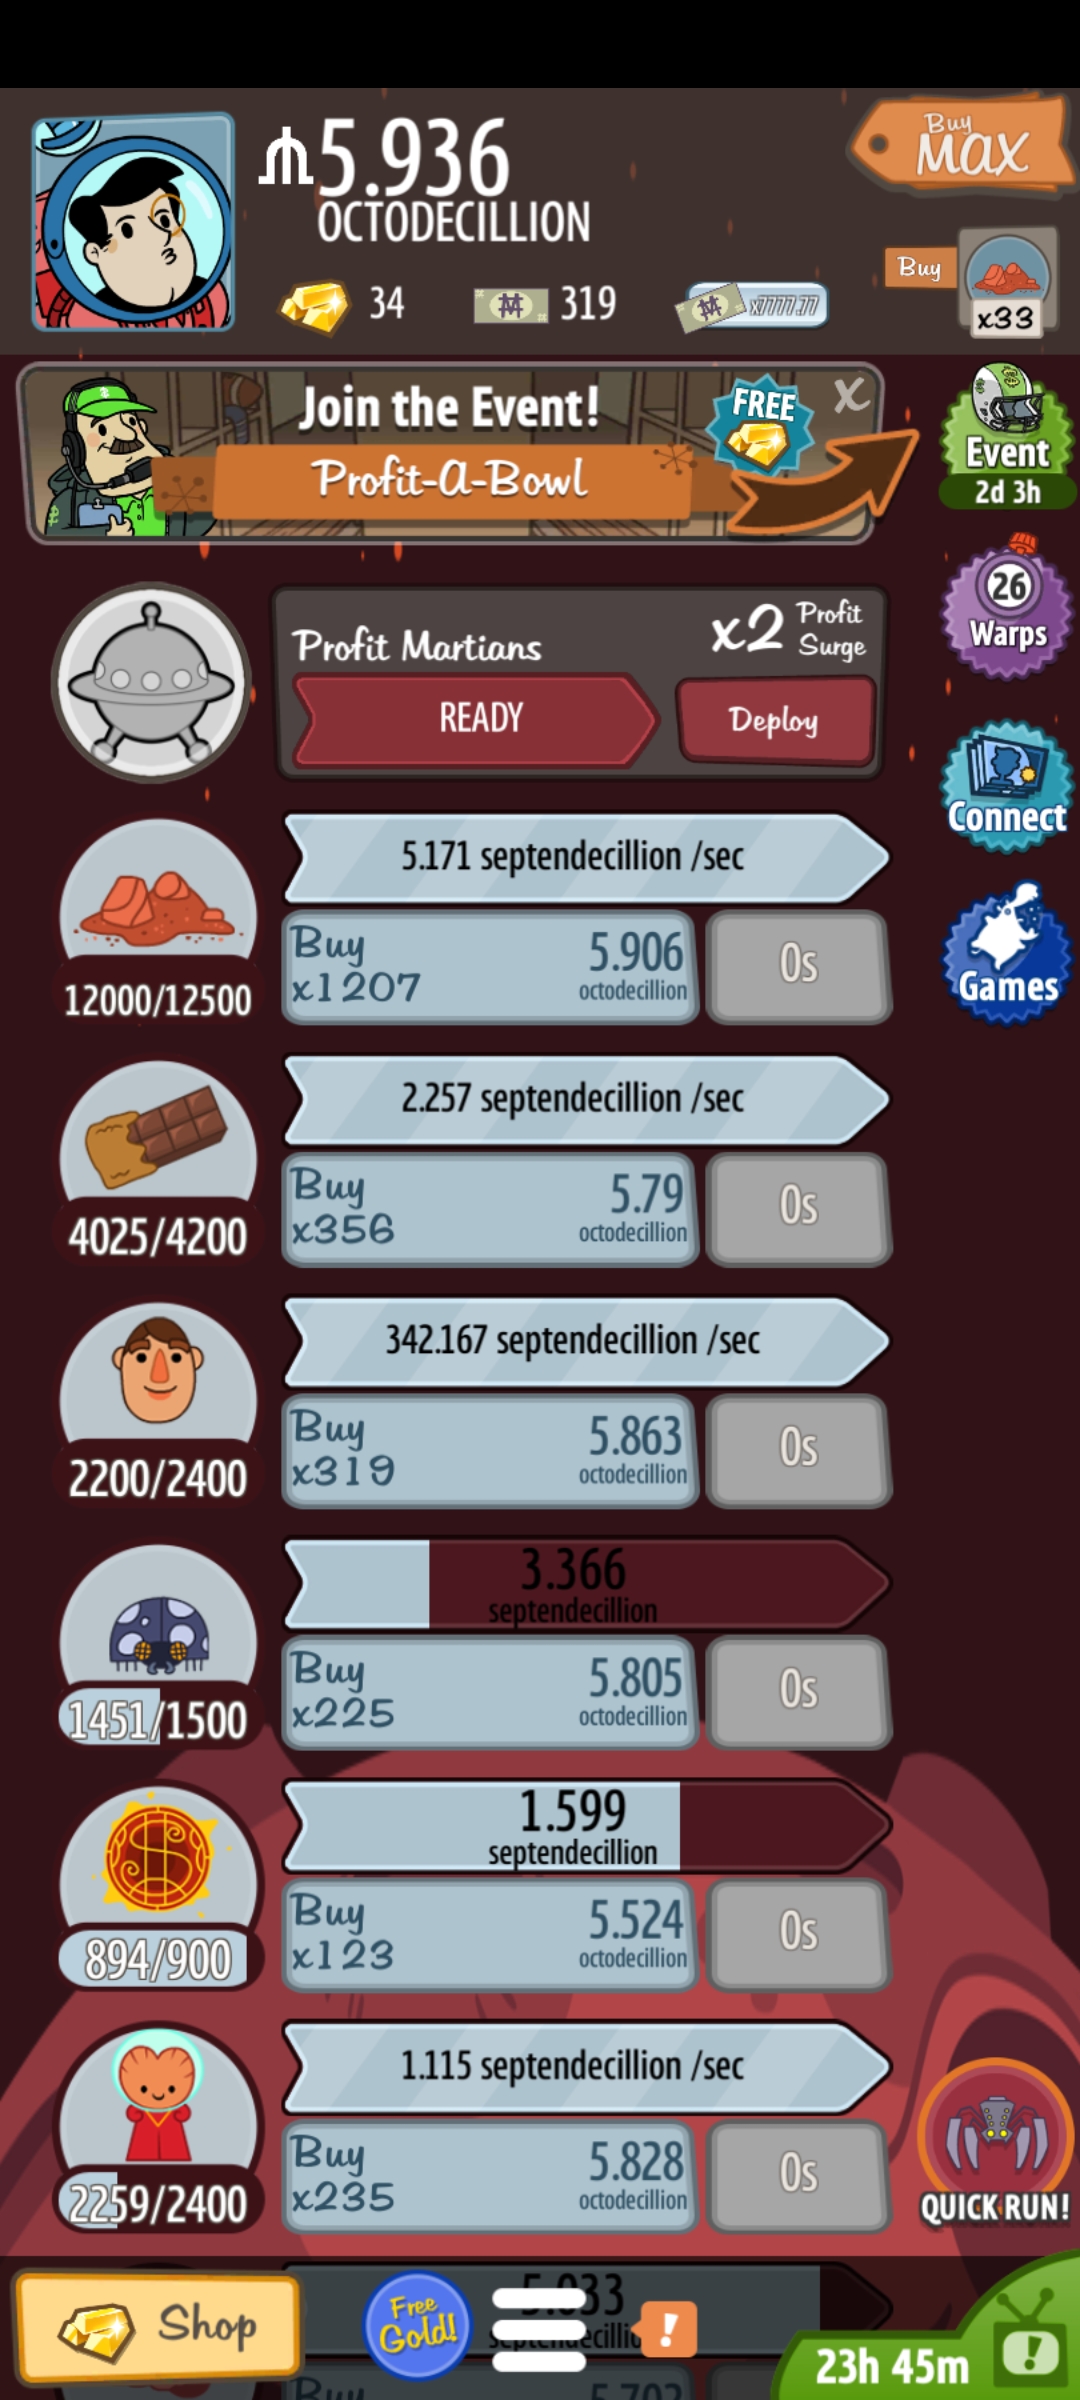 5.936
OCTODECILLION
Buy
MAX
34
319
x7777.77
Buy
x33
Join the Event!
FREE
X
Profit-A-Bowl
Event
2d 3h
26
Warps
Profit Martians
x2 Profit
Surge
READY
Deploy
Connect
Games
5.171 septendecillion /sec
12000/12500
Buy
x1207
5.906
octodecillion
0s
2.257 septendecillion /sec
4025/4200
Buy
x356
5.79
octodecillion
0s
342.167 septendecillion /sec
2200/2400
Buy
x319
5.863
octodecillion
0s
3.366
septendecillion
1451/1500
Buy
x225
5.805
octodecillion
0s
1.599
septendecillion
894/900
Buy
x123
5.524
octodecillion
0s
1.115 septendecillion /sec
2259/2400
Buy
x235
5.828
octodecillion
0s
QUICK RUN!
Shop
Free
Gold!
!
23h 45m
!
Buy